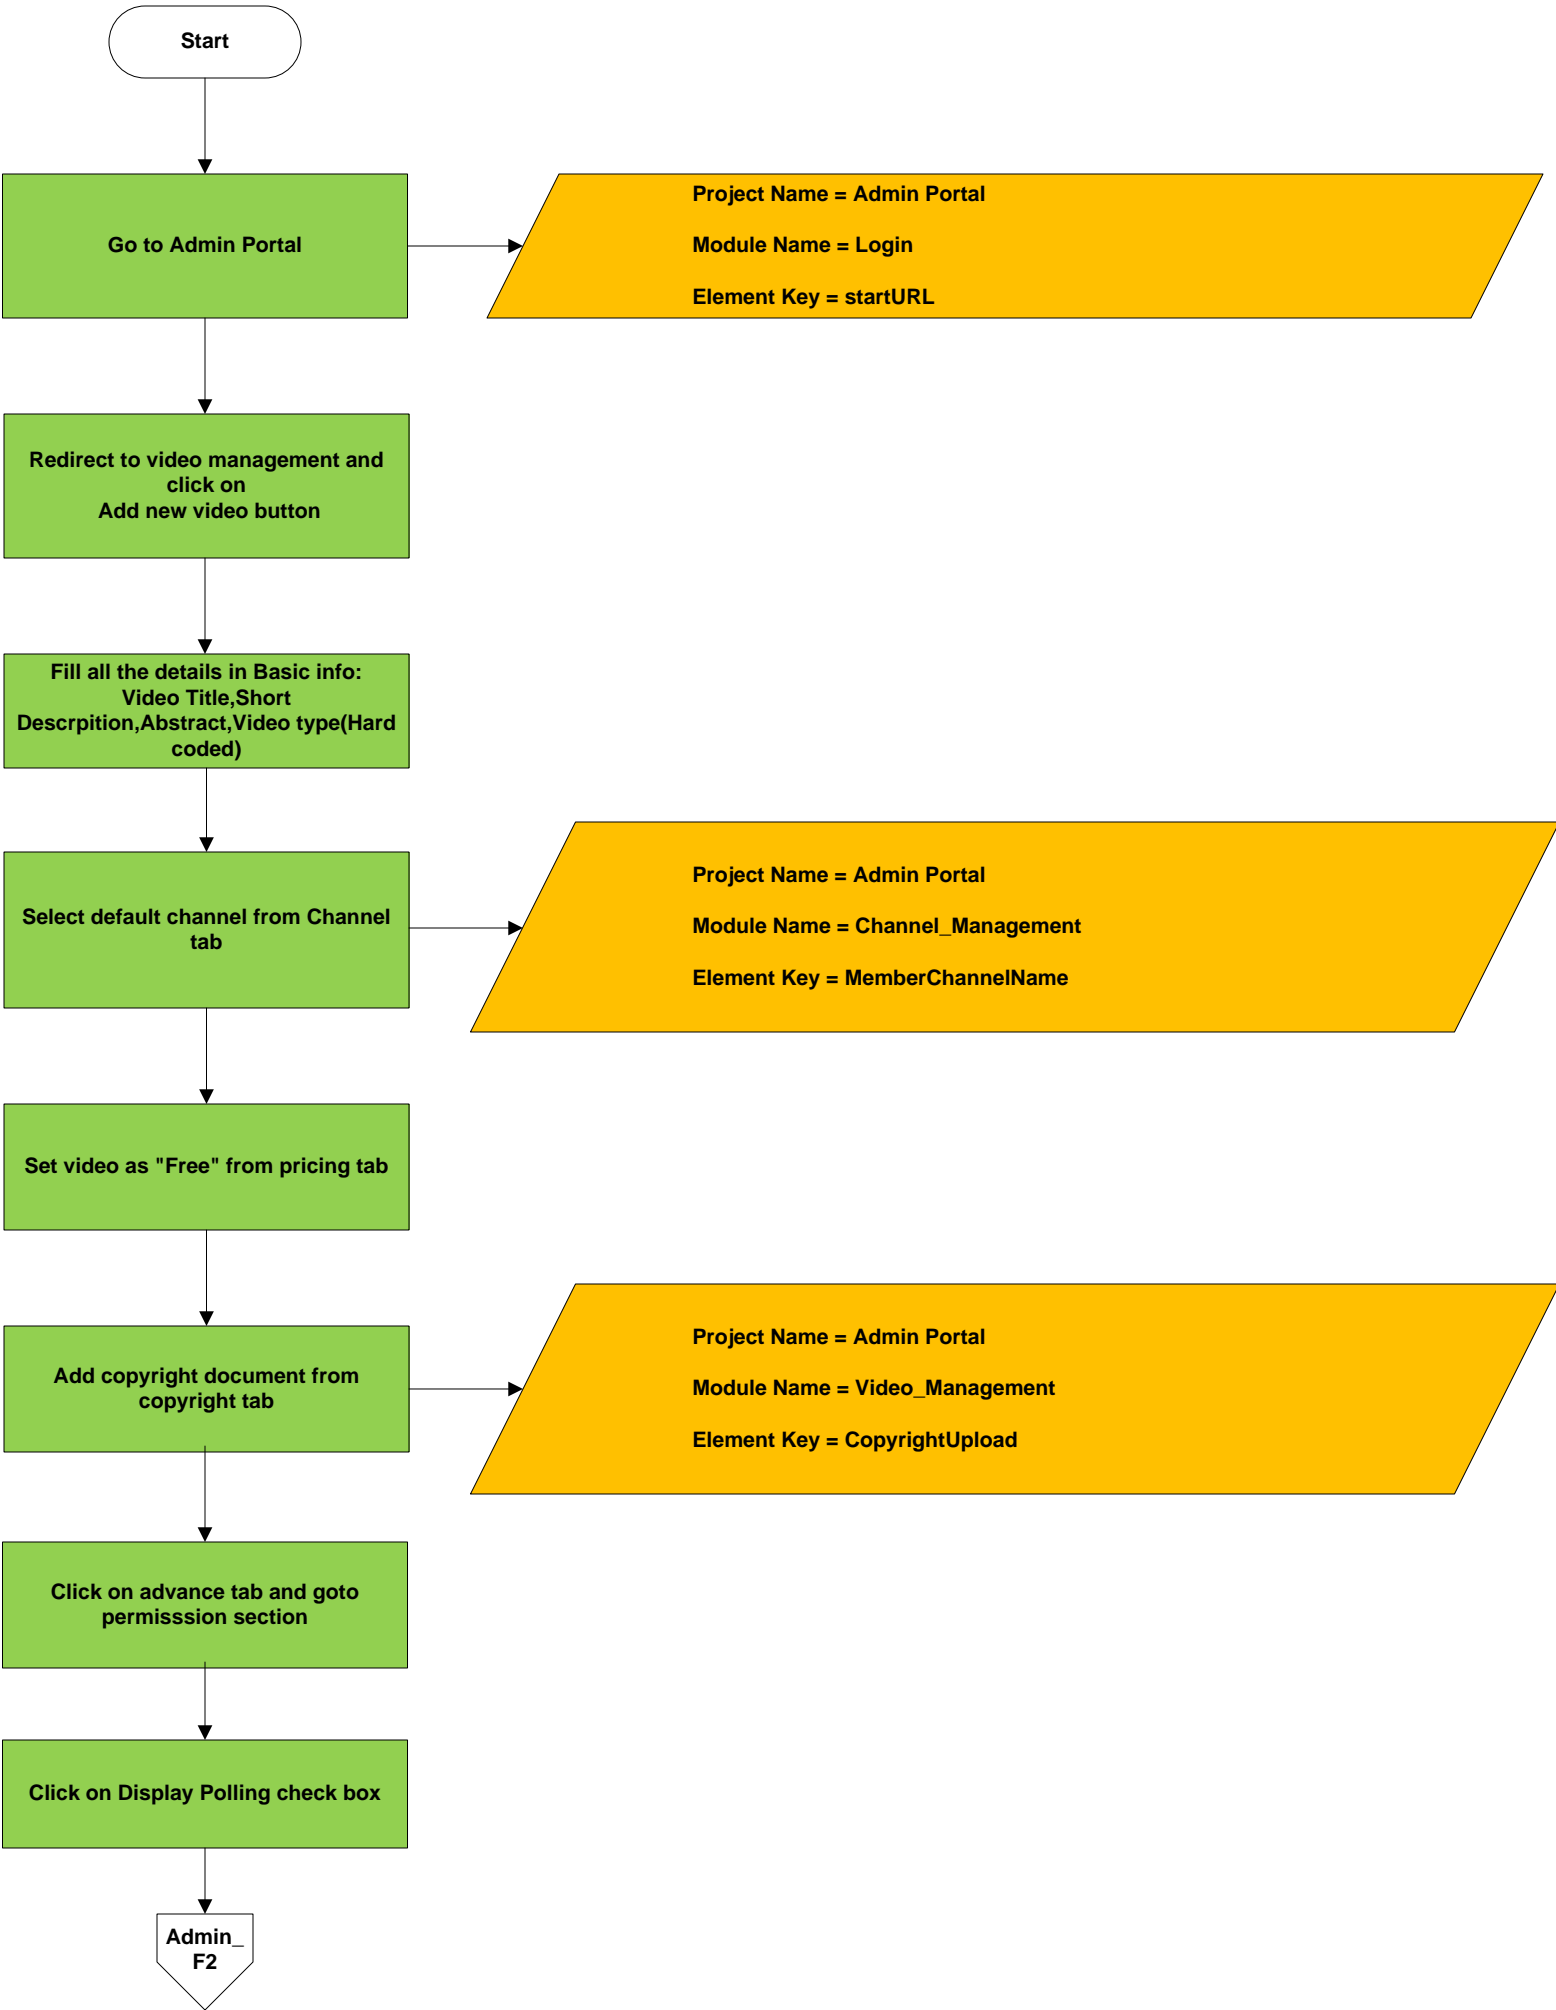 Start
Go to Admin Portal
Project Name = Admin Portal
Module Name = Login
Element Key = startURL
Redirect to video management and
click on
Add new video button
Fill all the details in Basic info:
Video Title,Short
Descrpition,Abstract,Video type(Hard
coded)
Select default channel from Channel
tab
Project Name = Admin Portal
Module Name = Channel_Management
Element Key = MemberChannelName
Set video as "Free" from pricing tab
Add copyright document from
copyright tab
Project Name = Admin Portal
Module Name = Video_Management
Element Key = CopyrightUpload
Click on advance tab and goto
permisssion section
Click on Display Polling check box
Admin_
F2